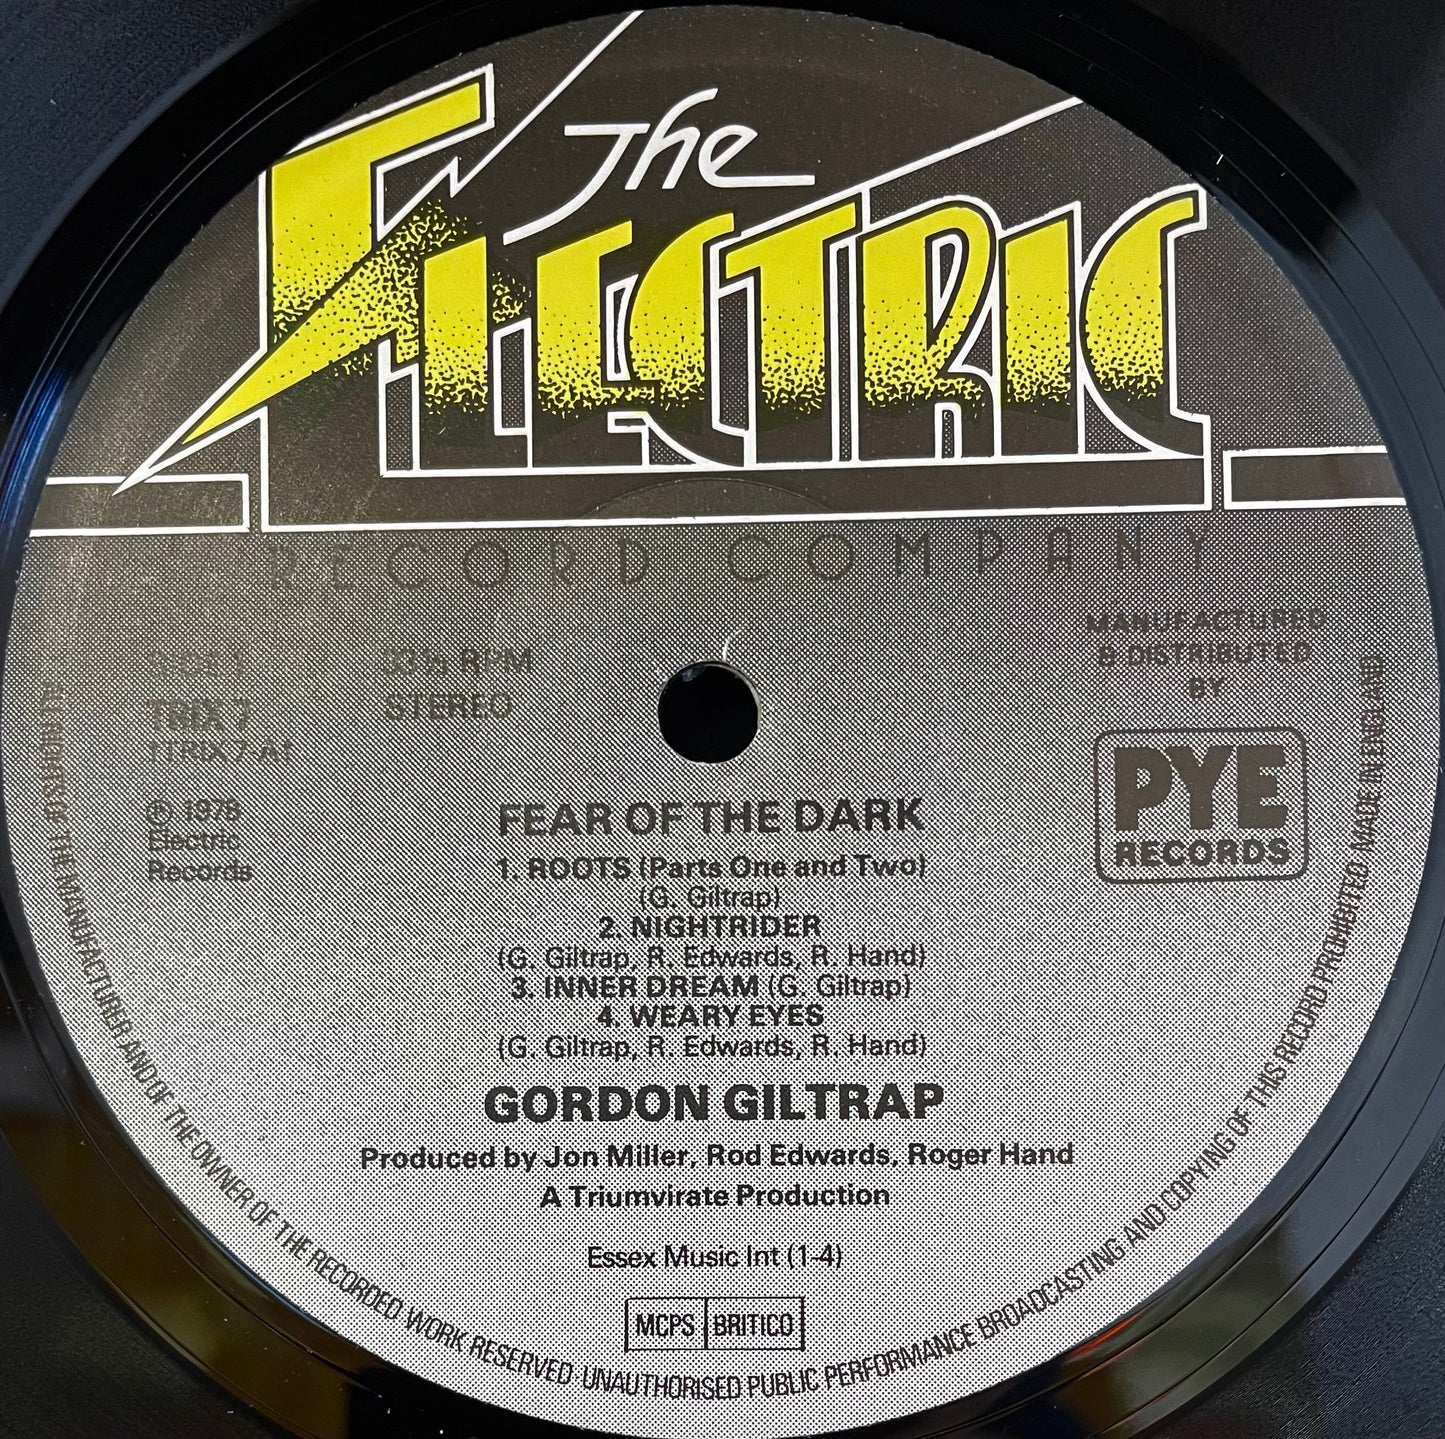 The
ELECTRIC
RECORD COMPANY
SIDE 1
33⅓ RPM
STEREO
TRIX 7
†TRIX 7-A†
MANUFACTURED
& DISTRIBUTED
BY
PYE
RECORDS
℗ 1978
Electric
Records
FEAR OF THE DARK
1. ROOTS (Parts One and Two)
(G. Giltrap)
2. NIGHTRIDER
(G. Giltrap, R. Edwards, R. Hand)
3. INNER DREAM (G. Giltrap)
4. WEARY EYES
(G. Giltrap, R. Edwards, R. Hand)
GORDON GILTRAP
Produced by Jon Miller, Rod Edwards, Roger Hand
A Triumvirate Production
Essex Music Int (1-4)
MCPS BRITICO
ALL RIGHTS OF THE MANUFACTURER AND OF THE OWNER OF THE RECORDED WORK RESERVED UNAUTHORISED PUBLIC PERFORMANCE BROADCASTING AND COPYING OF THIS RECORD PROHIBITED. MADE IN ENGLAND